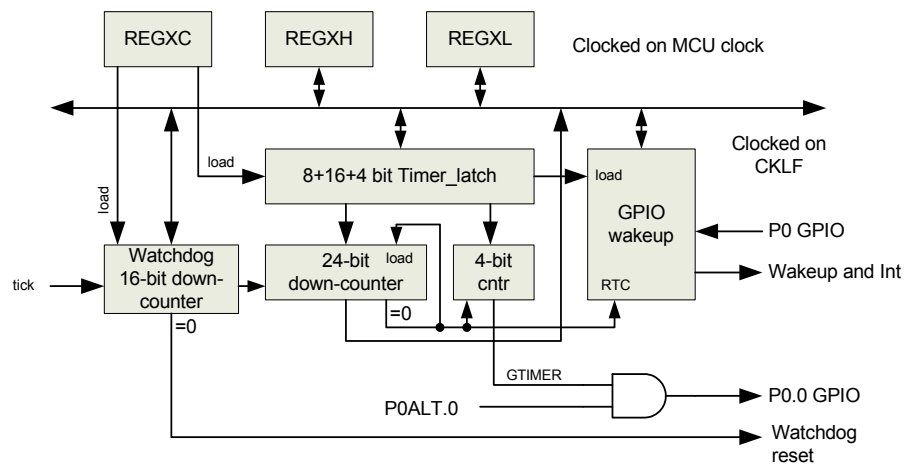 REGXC
REGXH
REGXL
Clocked on MCU clock
Clocked on
CKLF
load
load
8+16+4 bit Timer_latch
load
GPIO
wakeup
RTC
P0 GPIO
Wakeup and Int
tick
Watchdog
16-bit down-
counter
=0
24-bit
down-counter
load
=0
4-bit
cntr
GTIMER
P0ALT.0
P0.0 GPIO
Watchdog
reset